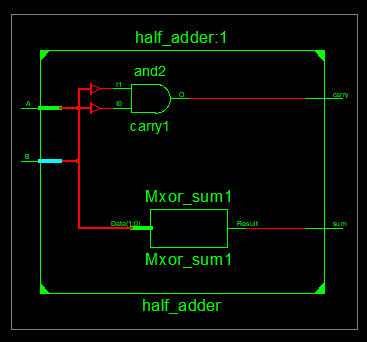 half_adder:1
and2
I1
I0
O
carry
A
carry1
B
Mxor_sum1
Data(1:0)
Result
sum
Mxor_sum1
half_adder